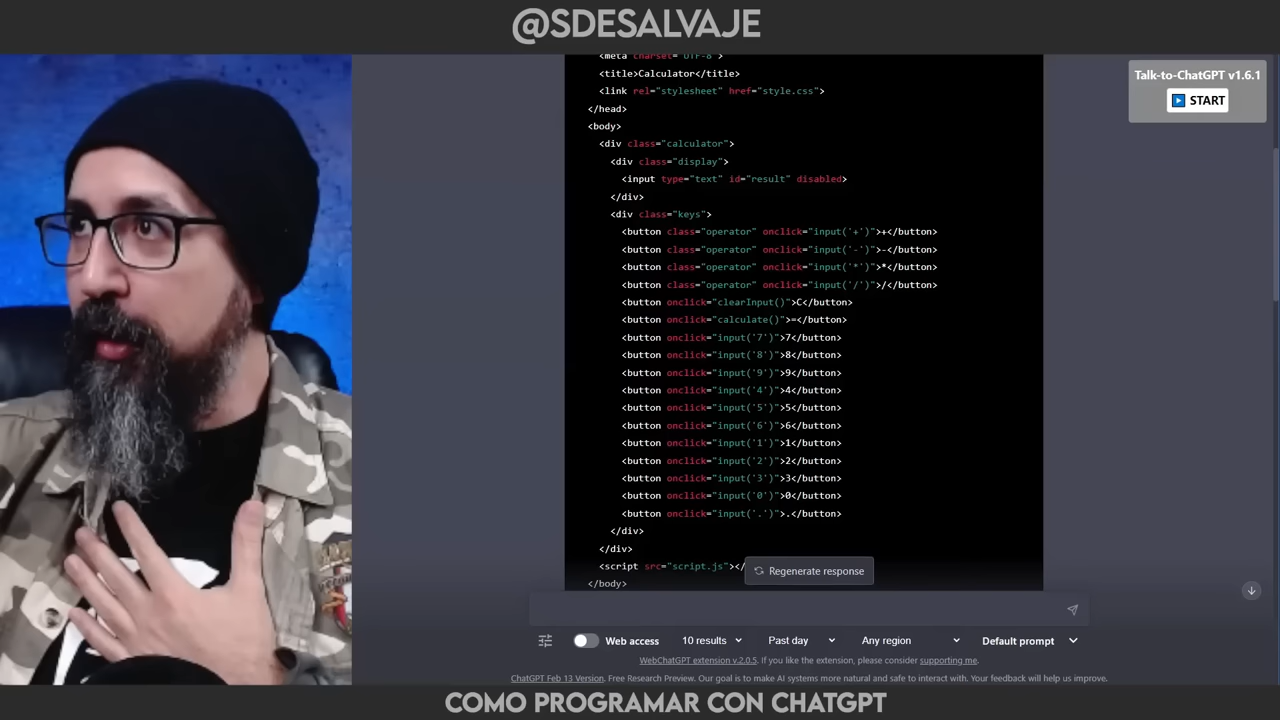 @SDESALVAJE
<meta charset="UTF-8">
<title>Calculator</title>
<link rel="stylesheet" href="style.css">
</head>
<body>
<div class="calculator">
<div class="display">
<input type="text" id="result" disabled>
</div>
<div class="keys">
<button class="operator" onclick="input('+')">+</button>
<button class="operator" onclick="input('-')">-</button>
<button class="operator" onclick="input('*')">*</button>
<button class="operator" onclick="input('/')">/</button>
<button onclick="clearInput()">C</button>
<button onclick="calculate()">=</button>
<button onclick="input('7')">7</button>
<button onclick="input('8')">8</button>
<button onclick="input('9')">9</button>
<button onclick="input('4')">4</button>
<button onclick="input('5')">5</button>
<button onclick="input('6')">6</button>
<button onclick="input('1')">1</button>
<button onclick="input('2')">2</button>
<button onclick="input('3')">3</button>
<button onclick="input('0')">0</button>
<button onclick="input('.')">.</button>
</div>
</div>
<script src="script.js"></
</body>
Talk-to-ChatGPT v1.6.1
START
Regenerate response
Web access 10 results Past day Any region Default prompt
WebChatGPT extension v.2.0.5. If you like the extension, please consider supporting me.
ChatGPT Feb 13 Version. Free Research Preview. Our goal is to make AI systems more natural and safe to interact with. Your feedback will help us improve.
COMO PROGRAMAR CON CHATGPT